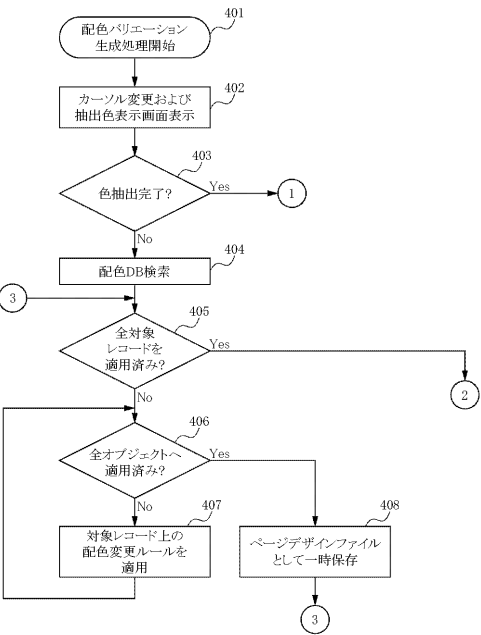 配色バリエーション
生成処理開始
401
カーソル変更および
抽出色表示画面表示
402
色抽出完了?
403
Yes
1
No
配色DB検索
404
3
全対象
レコードを
適用済み?
405
Yes
2
No
全オブジェクトへ
適用済み?
406
Yes
No
対象レコード上の
配色変更ルールを
適用
407
ページデザインファイル
として一時保存
408
3